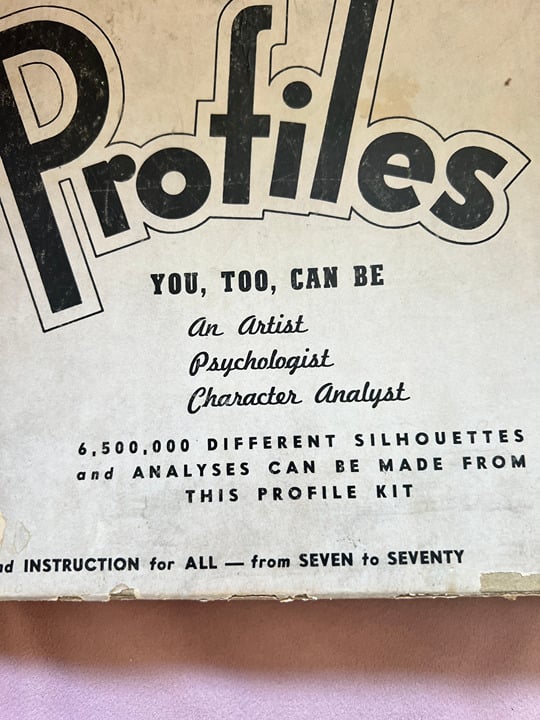 Profiles
YOU, TOO, CAN BE
An Artist
Psychologist
Character Analyst
6,500,000 DIFFERENT SILHOUETTES
and ANALYSES CAN BE MADE FROM
THIS PROFILE KIT
INSTRUCTION for ALL — from SEVEN to SEVENTY